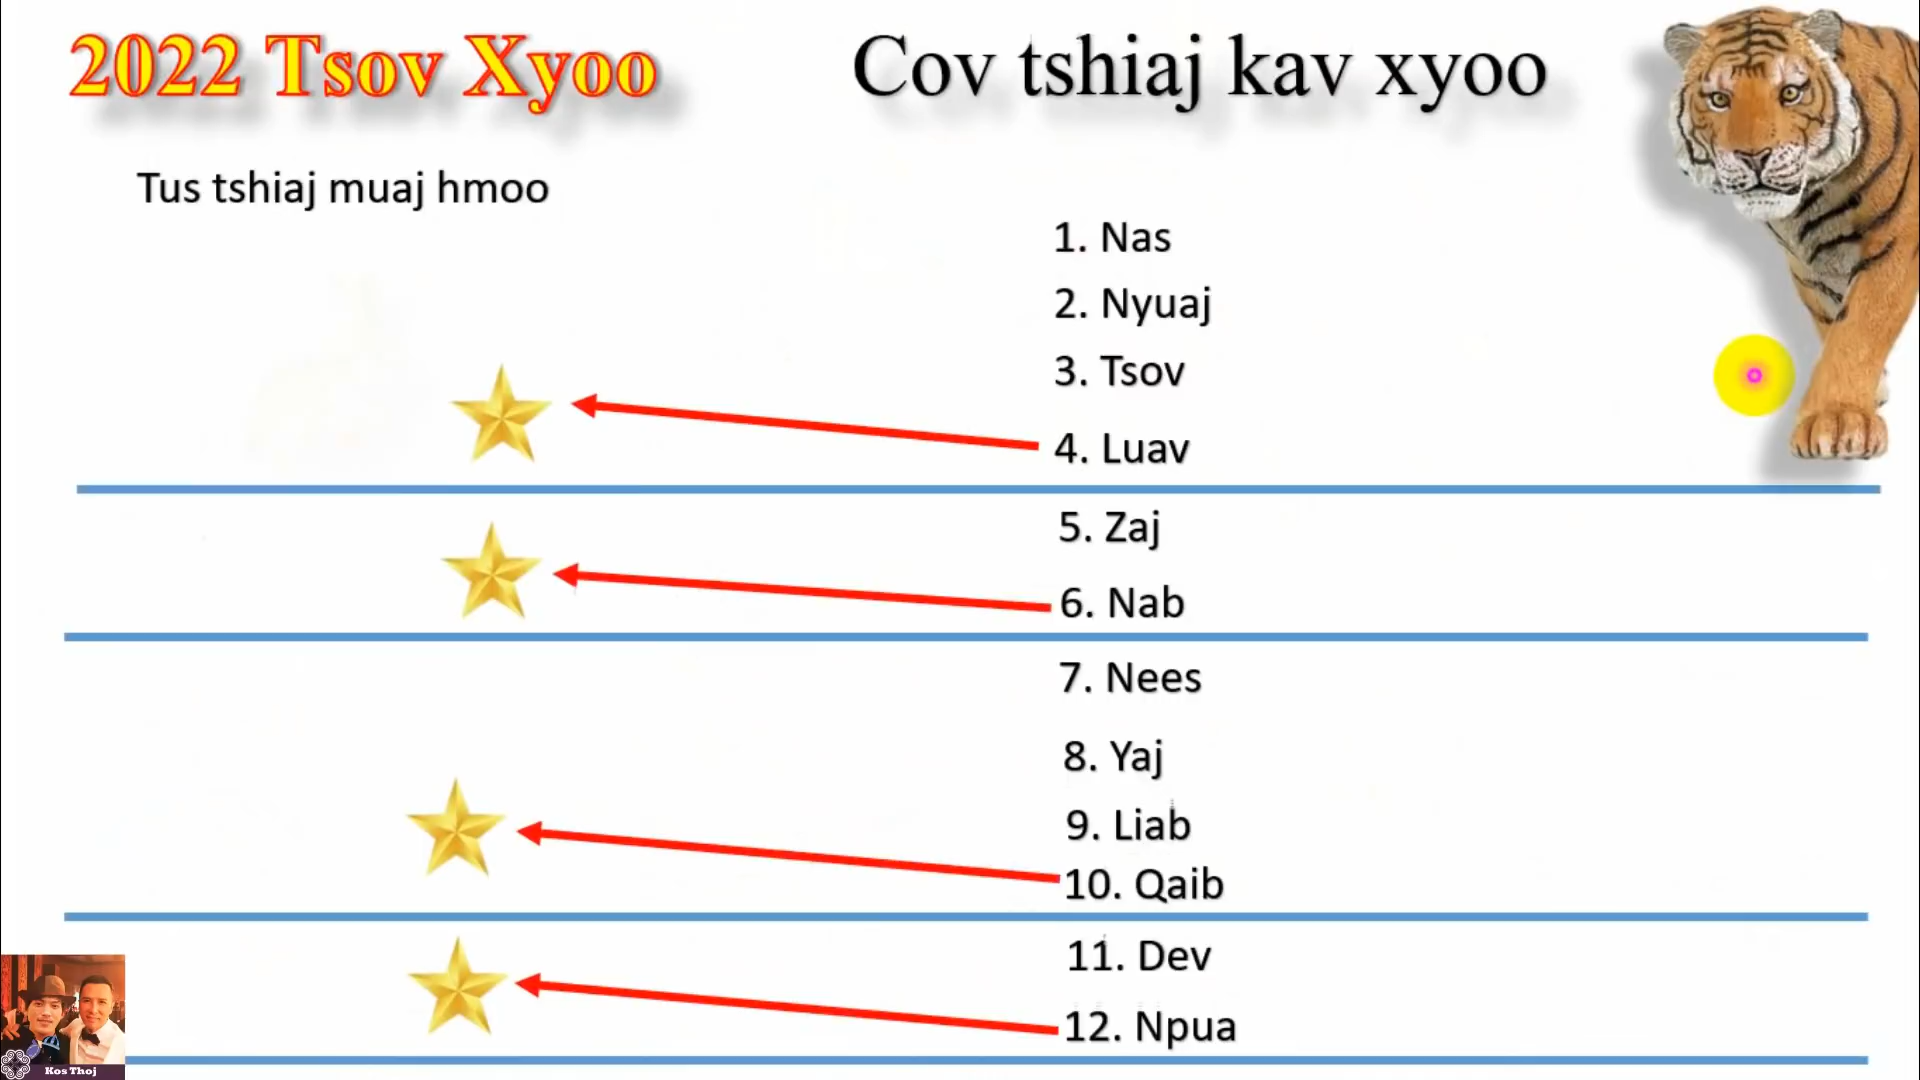 2022 Tsov Xyoo
Cov tshiaj kav xyoo
Tus tshiaj muaj hmoo
1. Nas
2. Nyuaj
3. Tsov
4. Luav
5. Zaj
6. Nab
7. Nees
8. Yaj
9. Liab
10. Qaib
11. Dev
12. Npua
Kos Thoj